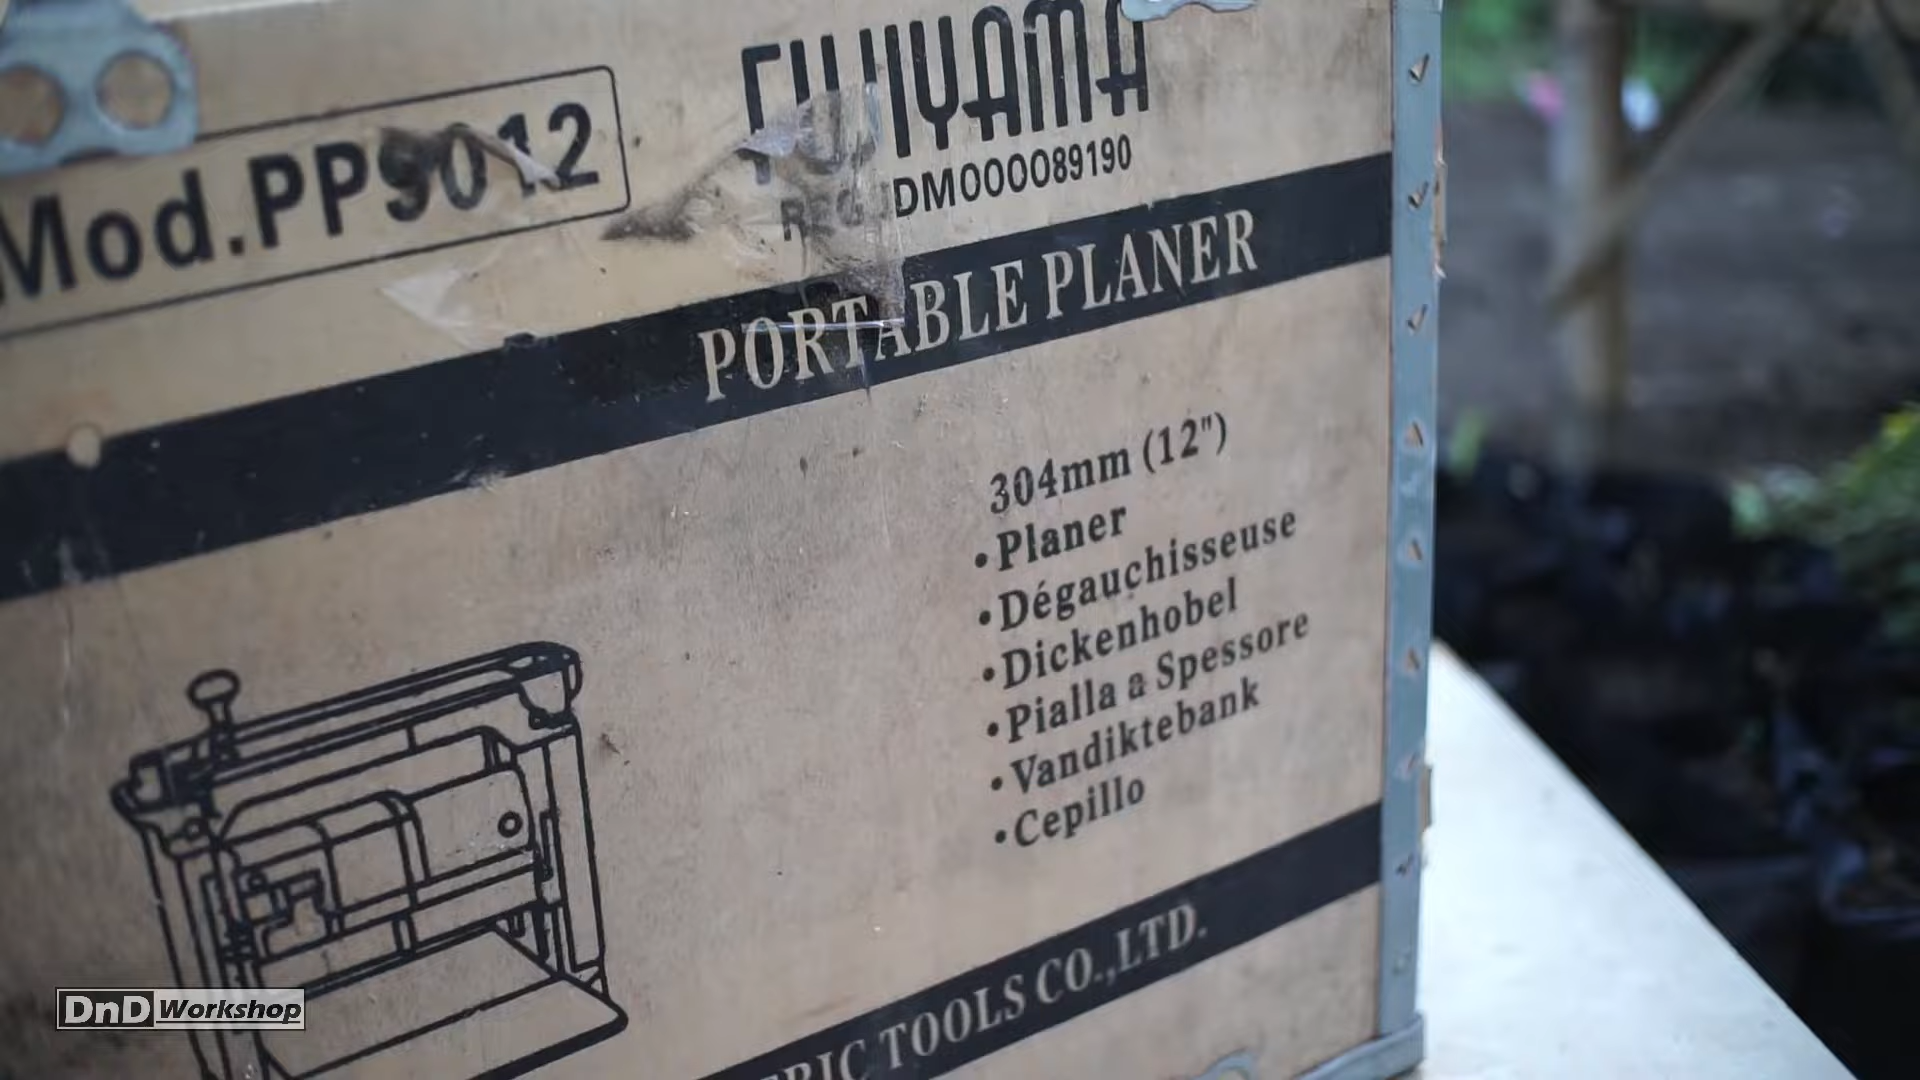 Mod.PP9012
FUJIYAMA
REG DM000089190
PORTABLE PLANER
304mm (12")
•Planer
•Dégauchisseuse
•Dickenhobel
•Pialla a Spessore
•Vandiktebank
•Cepillo
TOOLS CO.,LTD.
DnD Workshop